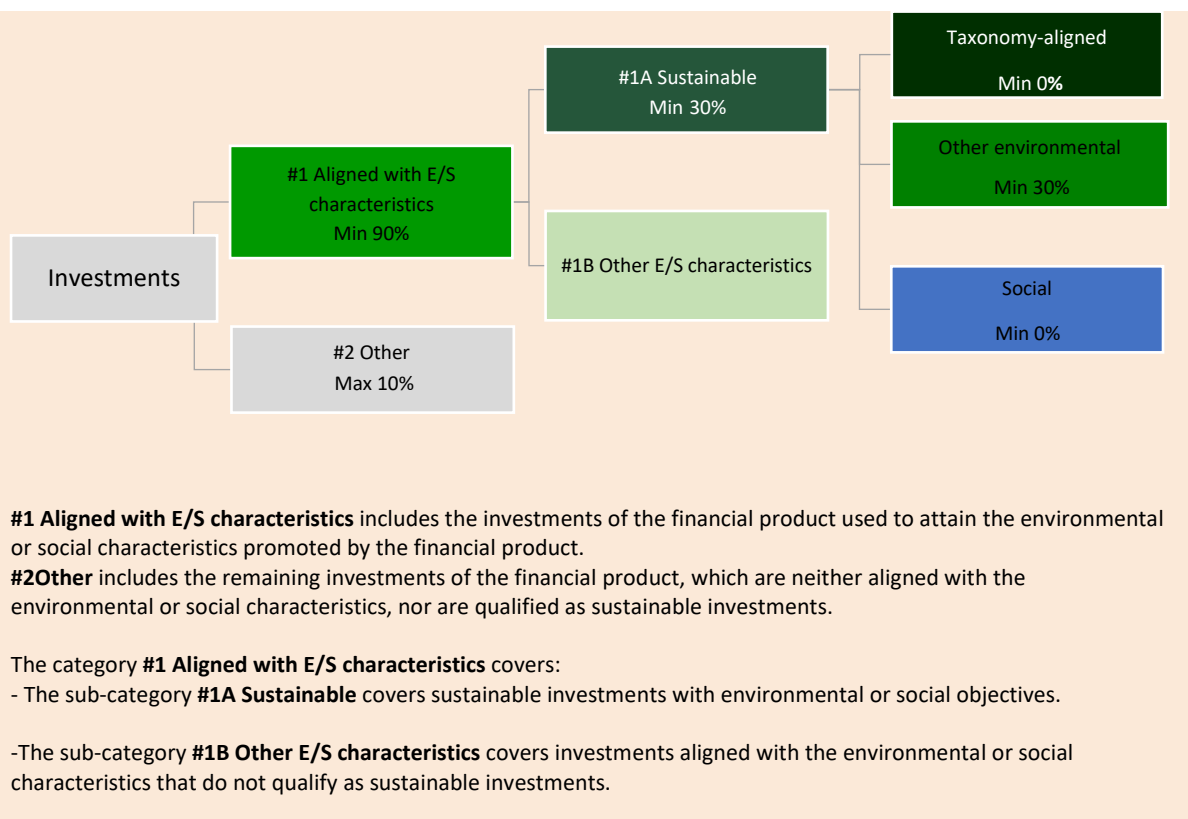 Taxonomy-aligned
Min 0%
#1A Sustainable
Min 30%
Other environmental
Min 30%
#1 Aligned with E/S
characteristics
Min 90%
#1B Other E/S characteristics
Investments
Social
Min 0%
#2 Other
Max 10%
#1 Aligned with E/S characteristics includes the investments of the financial product used to attain the environmental
or social characteristics promoted by the financial product.
#2Other includes the remaining investments of the financial product, which are neither aligned with the
environmental or social characteristics, nor are qualified as sustainable investments.
The category #1 Aligned with E/S characteristics covers:
- The sub-category #1A Sustainable covers sustainable investments with environmental or social objectives.
-The sub-category #1B Other E/S characteristics covers investments aligned with the environmental or social
characteristics that do not qualify as sustainable investments.